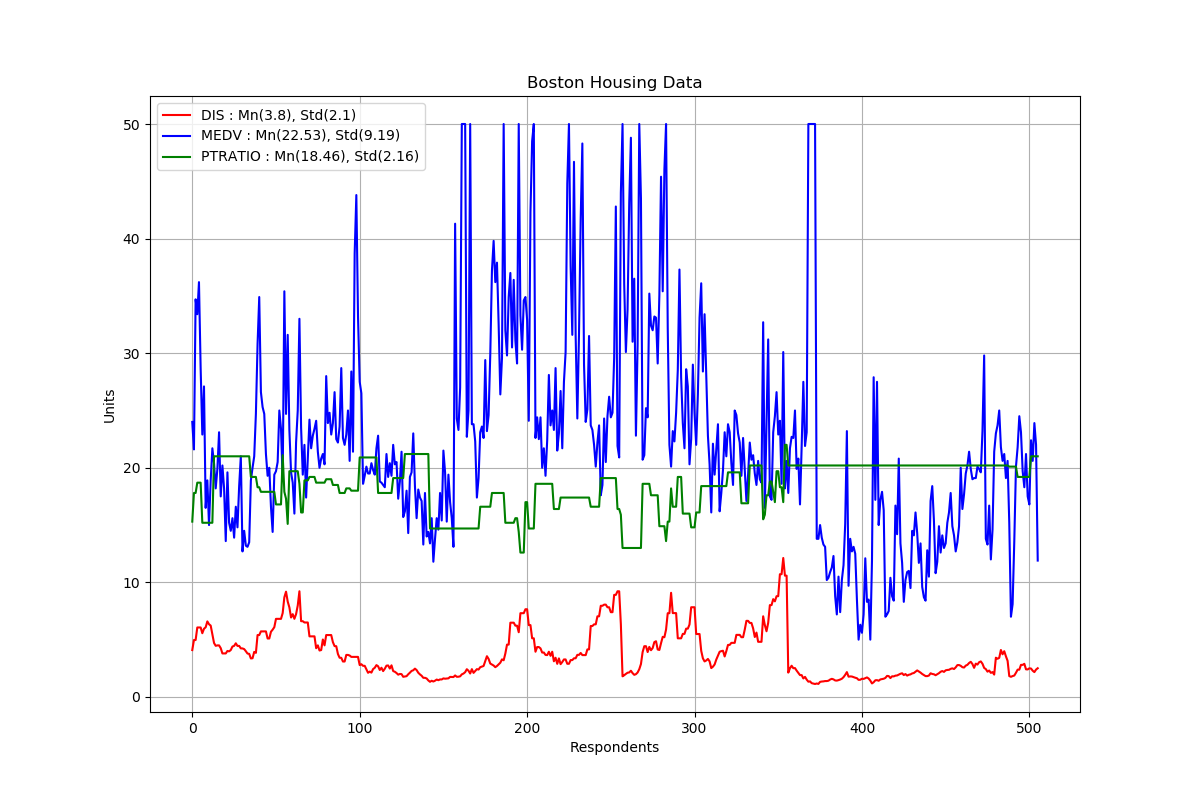 Boston Housing Data
DIS : Mn(3.8), Std(2.1)
MEDV : Mn(22.53), Std(9.19)
PTRATIO : Mn(18.46), Std(2.16)
50
40
30
20
10
0
Units
0 100 200 300 400 500
Respondents